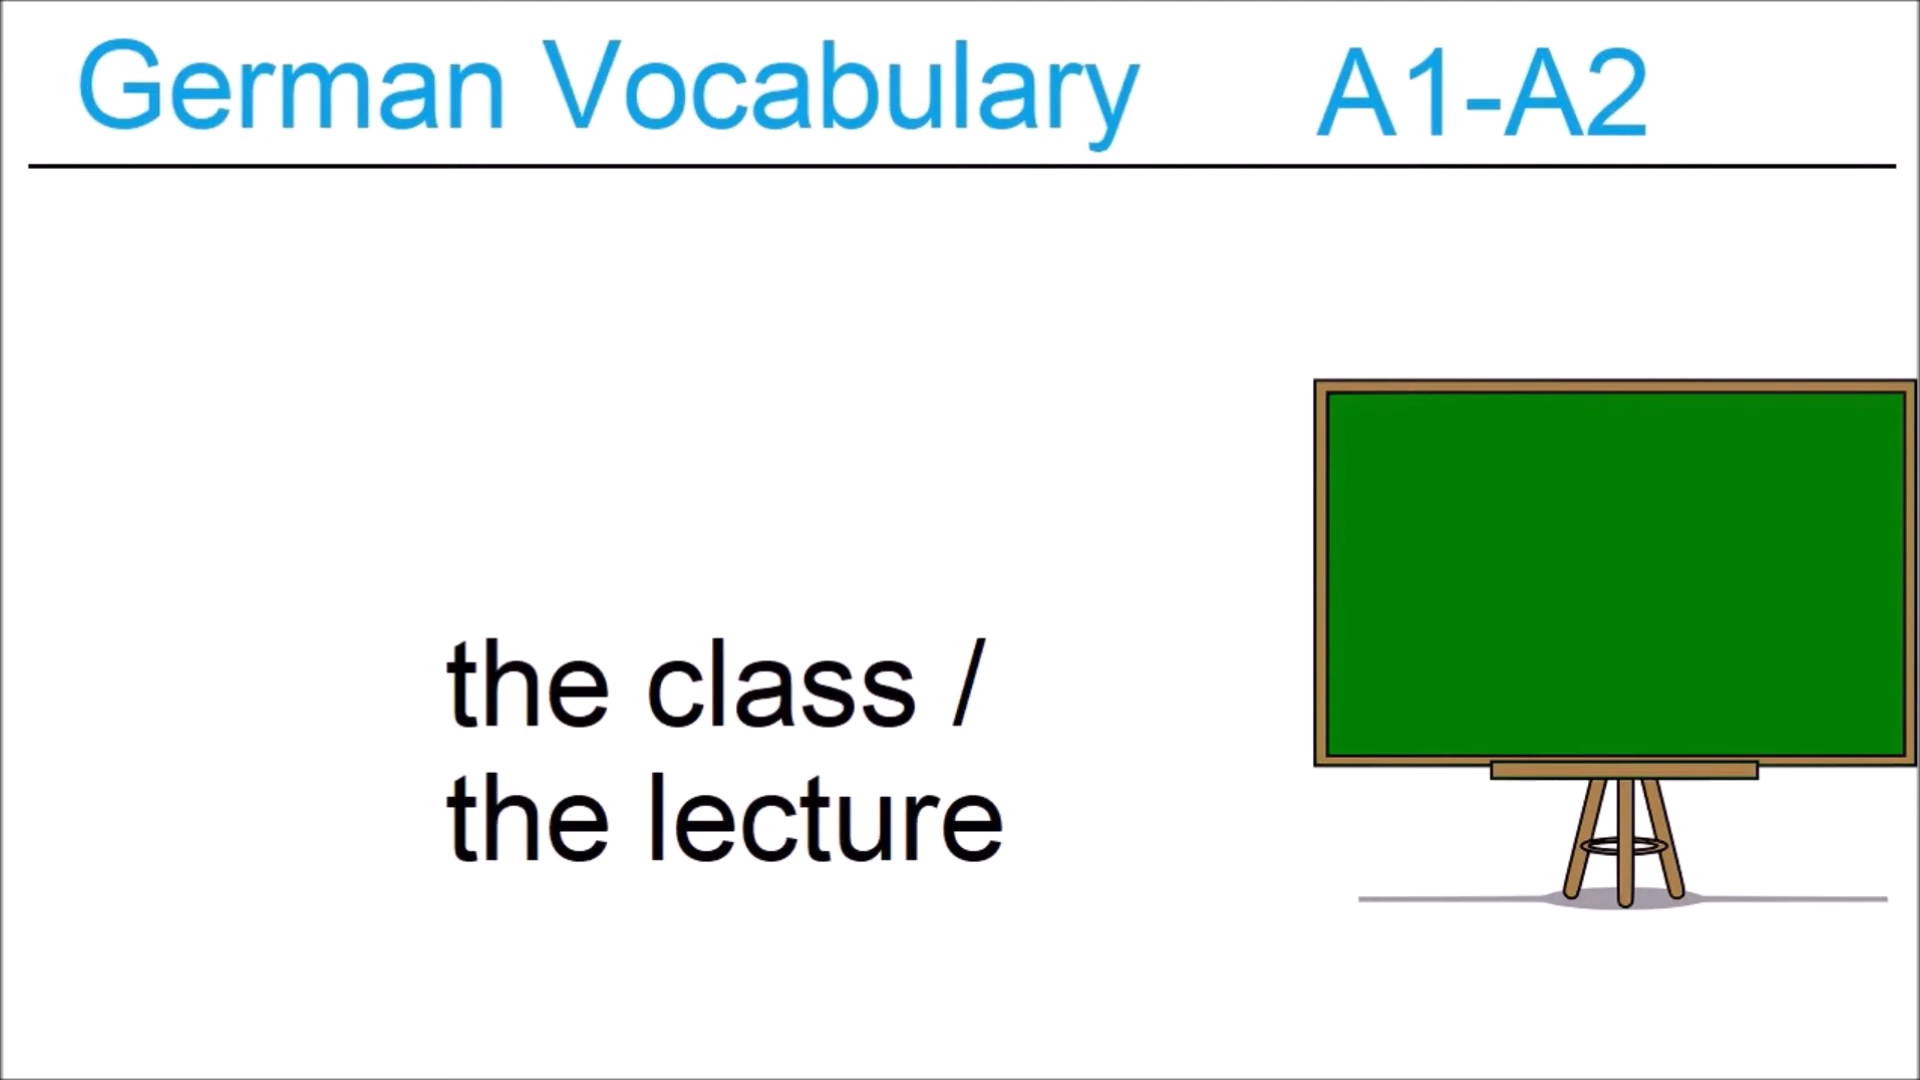 German Vocabulary A1-A2
the class /
the lecture